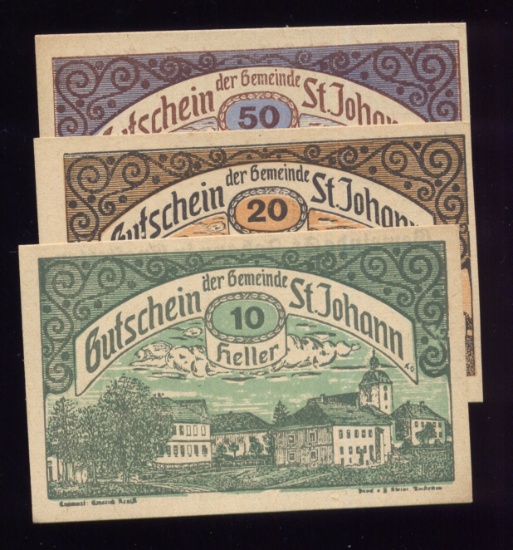 Gutschein der Gemeinde St Johann
50
Gutschein der Gemeinde St Johann
20
Gutschein der Gemeinde St Johann
10
Heller